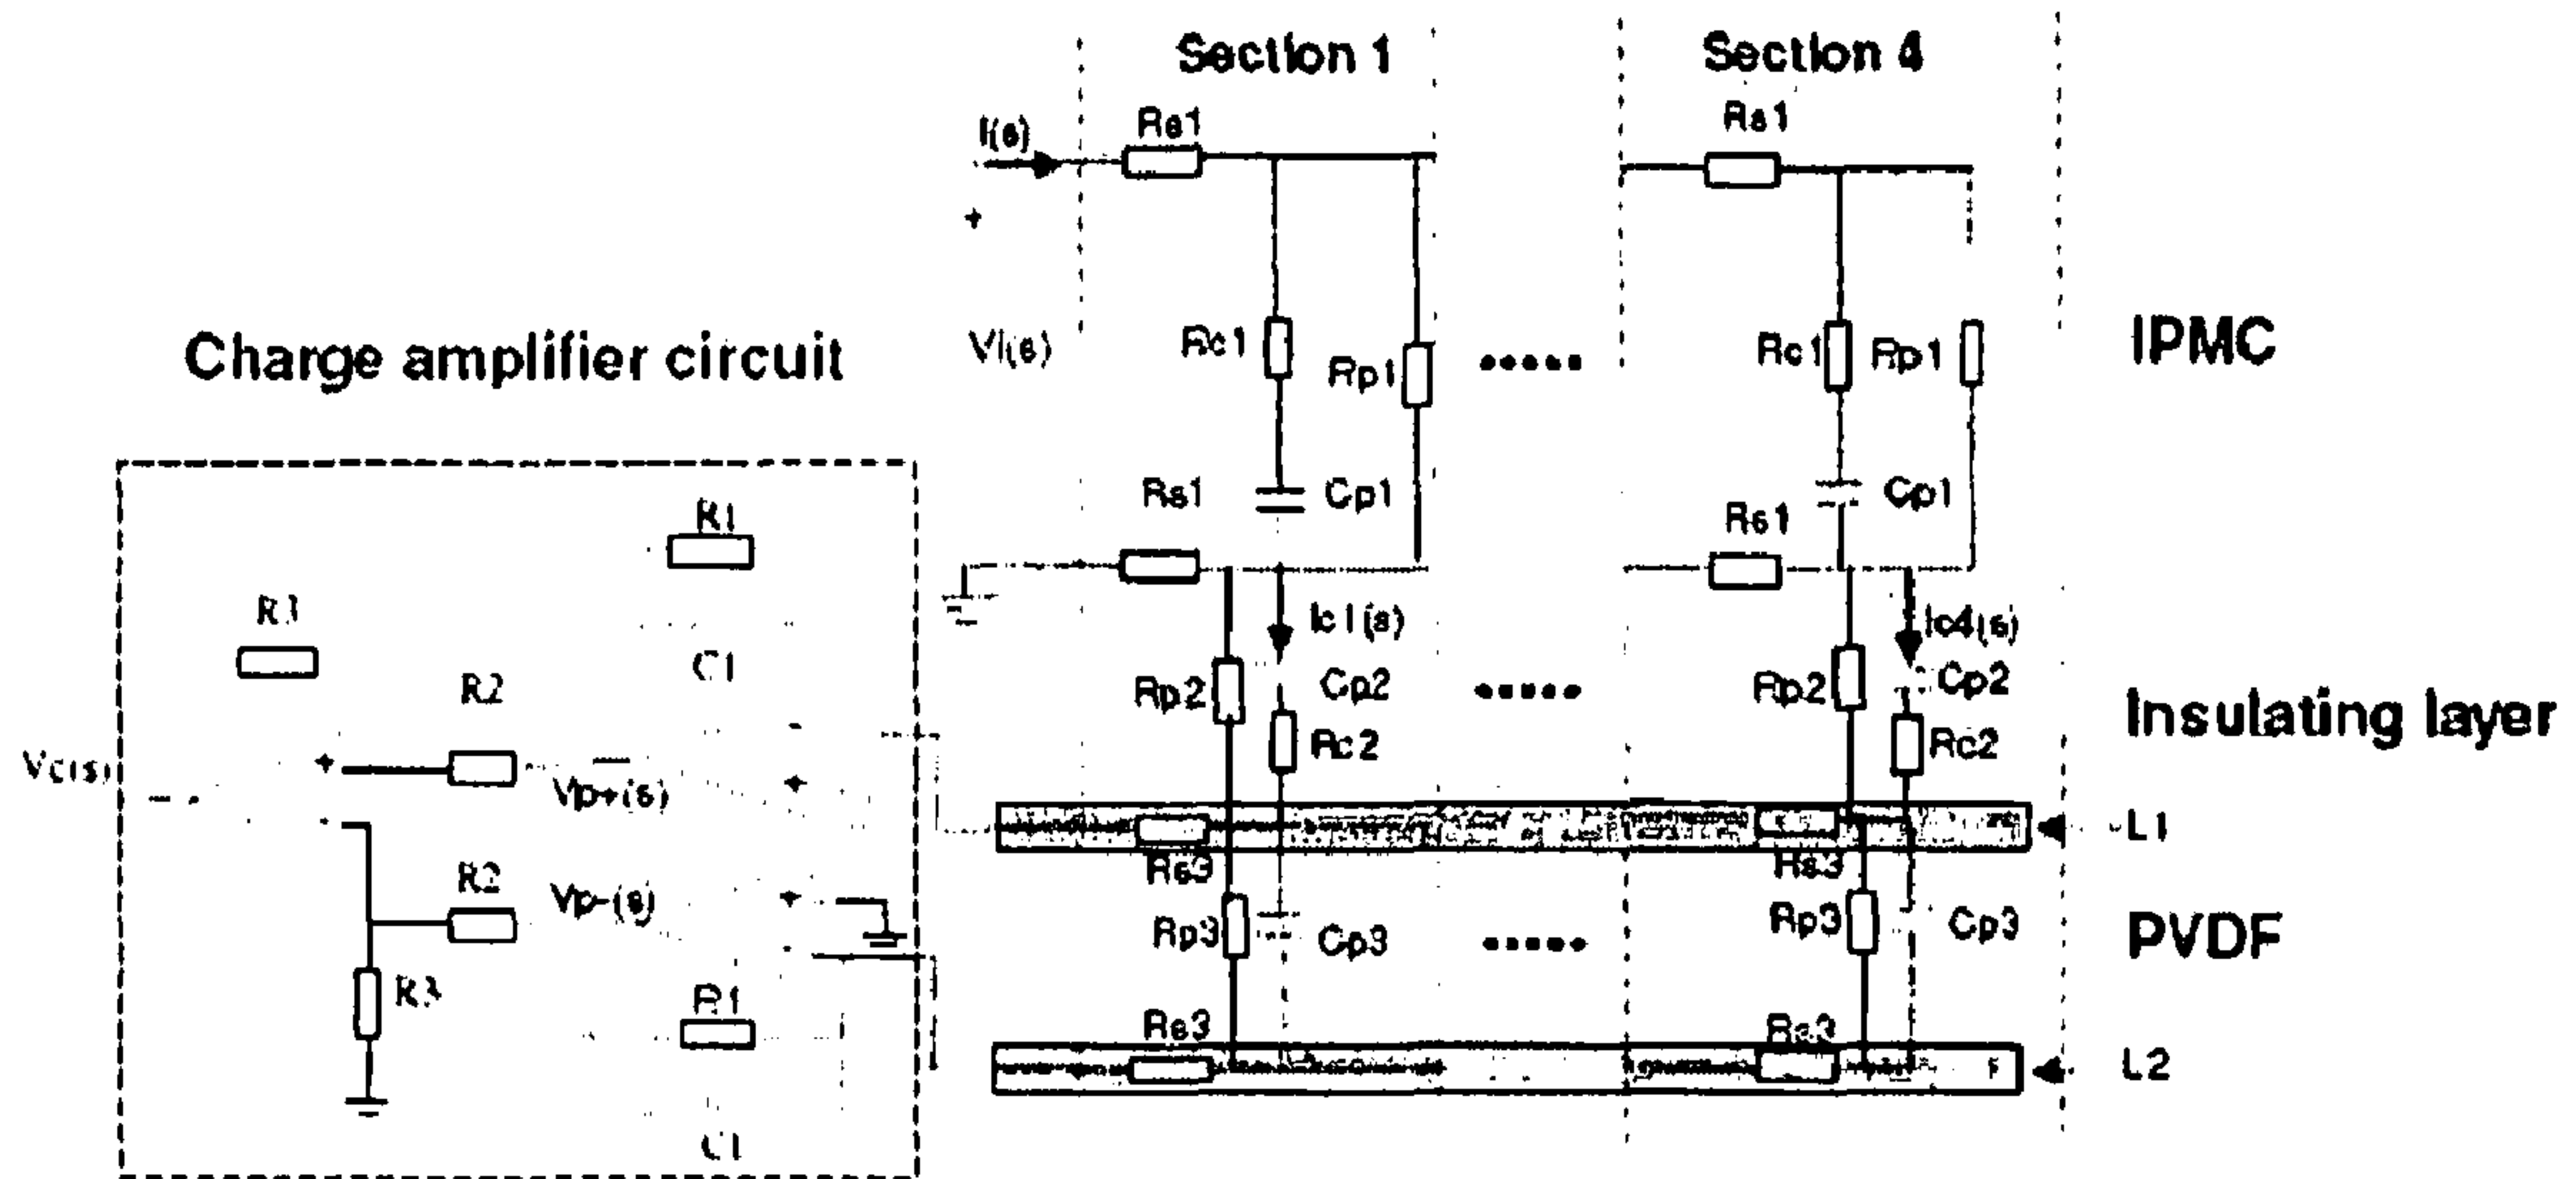 Section 1
Section 4
I(s)
Rs1
Rs1
+
Charge amplifier circuit
Vi(s)
Rc1
Rp1
.....
Rc1
Rp1
IPMC
Rs1
Cp1
Rs1
Cp1
R1
R3
C1
R2
Ic1(s)
Ic4(s)
Rp2
Cp2
.....
Rp2
Cp2
Insulating layer
Rc2
Rc2
Vc(s)
+
Vp+(s)
-
+
-
L1
Rs3
Rs3
R2
Vp-(s)
+
-
Rp3
Cp3
.....
Rp3
Cp3
PVDF
R3
R1
Rs3
Rs3
L2
C1